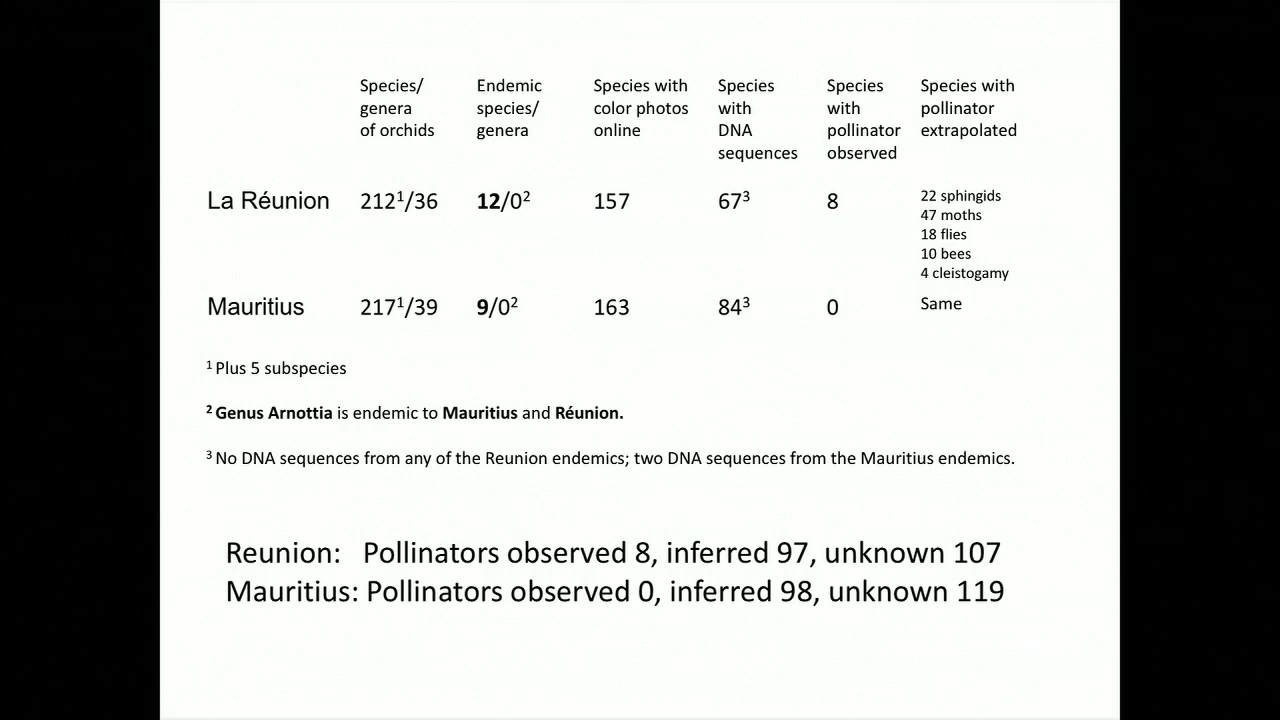 Species/ genera of orchids
Endemic species/ genera
Species with color photos online
Species with DNA sequences
Species with pollinator observed
Species with pollinator extrapolated
La Réunion 212¹/36 12/0² 157 67³ 8 22 sphingids
47 moths
18 flies
10 bees
4 cleistogamy
Mauritius 217¹/39 9/0² 163 84³ 0 Same
¹ Plus 5 subspecies
² Genus Arnottia is endemic to Mauritius and Réunion.
³ No DNA sequences from any of the Reunion endemics; two DNA sequences from the Mauritius endemics.
Reunion: Pollinators observed 8, inferred 97, unknown 107
Mauritius: Pollinators observed 0, inferred 98, unknown 119